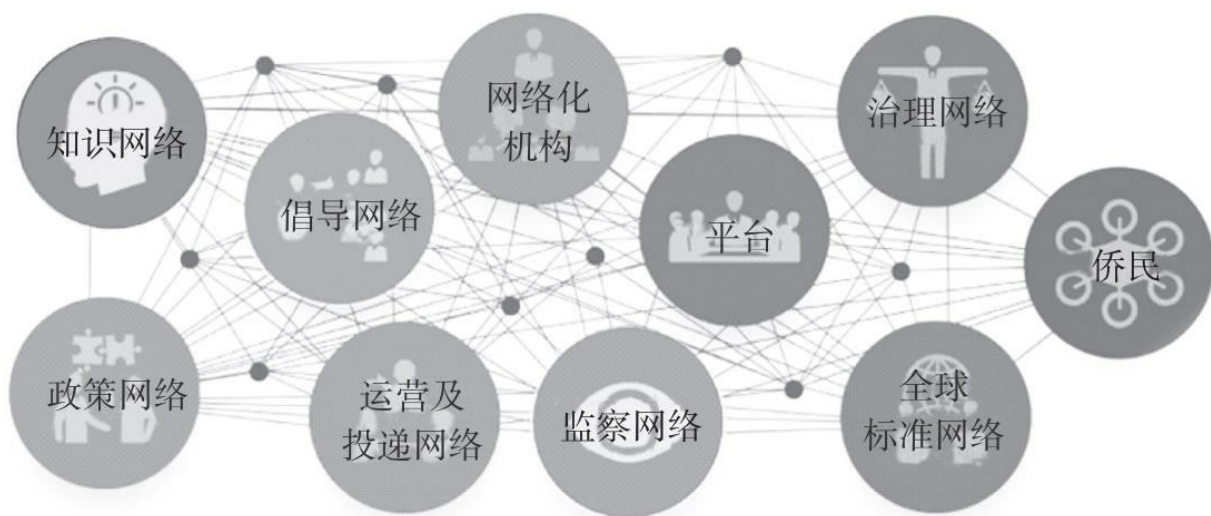 知识网络
倡导网络
网络化
机构
平台
治理网络
侨民
政策网络
运营及
投递网络
监察网络
全球
标准网络